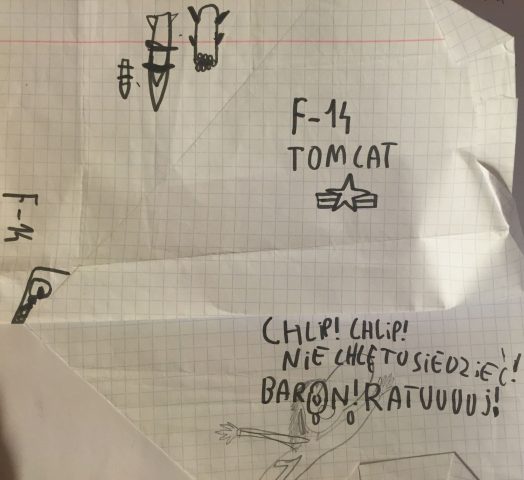 F-14
TOMCAT
F-14
CHLIP! CHLIP!
NIE CHCĘ TU SIEDZIEĆ!
BARON! RATUUUUJ!